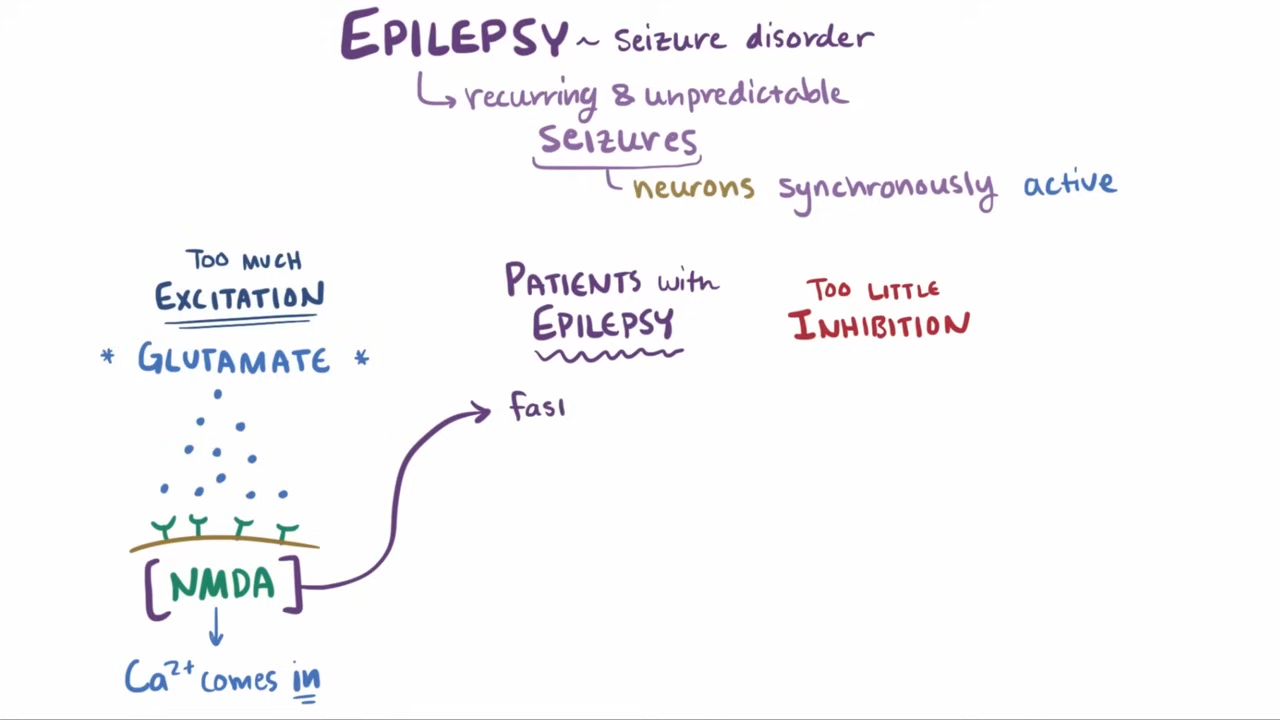 EPILEPSY ~ seizure disorder
recurring & unpredictable
seizures
neurons synchronously active
TOO MUCH
EXCITATION
* GLUTAMATE *
PATIENTS with
EPILEPSY
TOO LITTLE
INHIBITION
[NMDA]
Ca²⁺ comes in